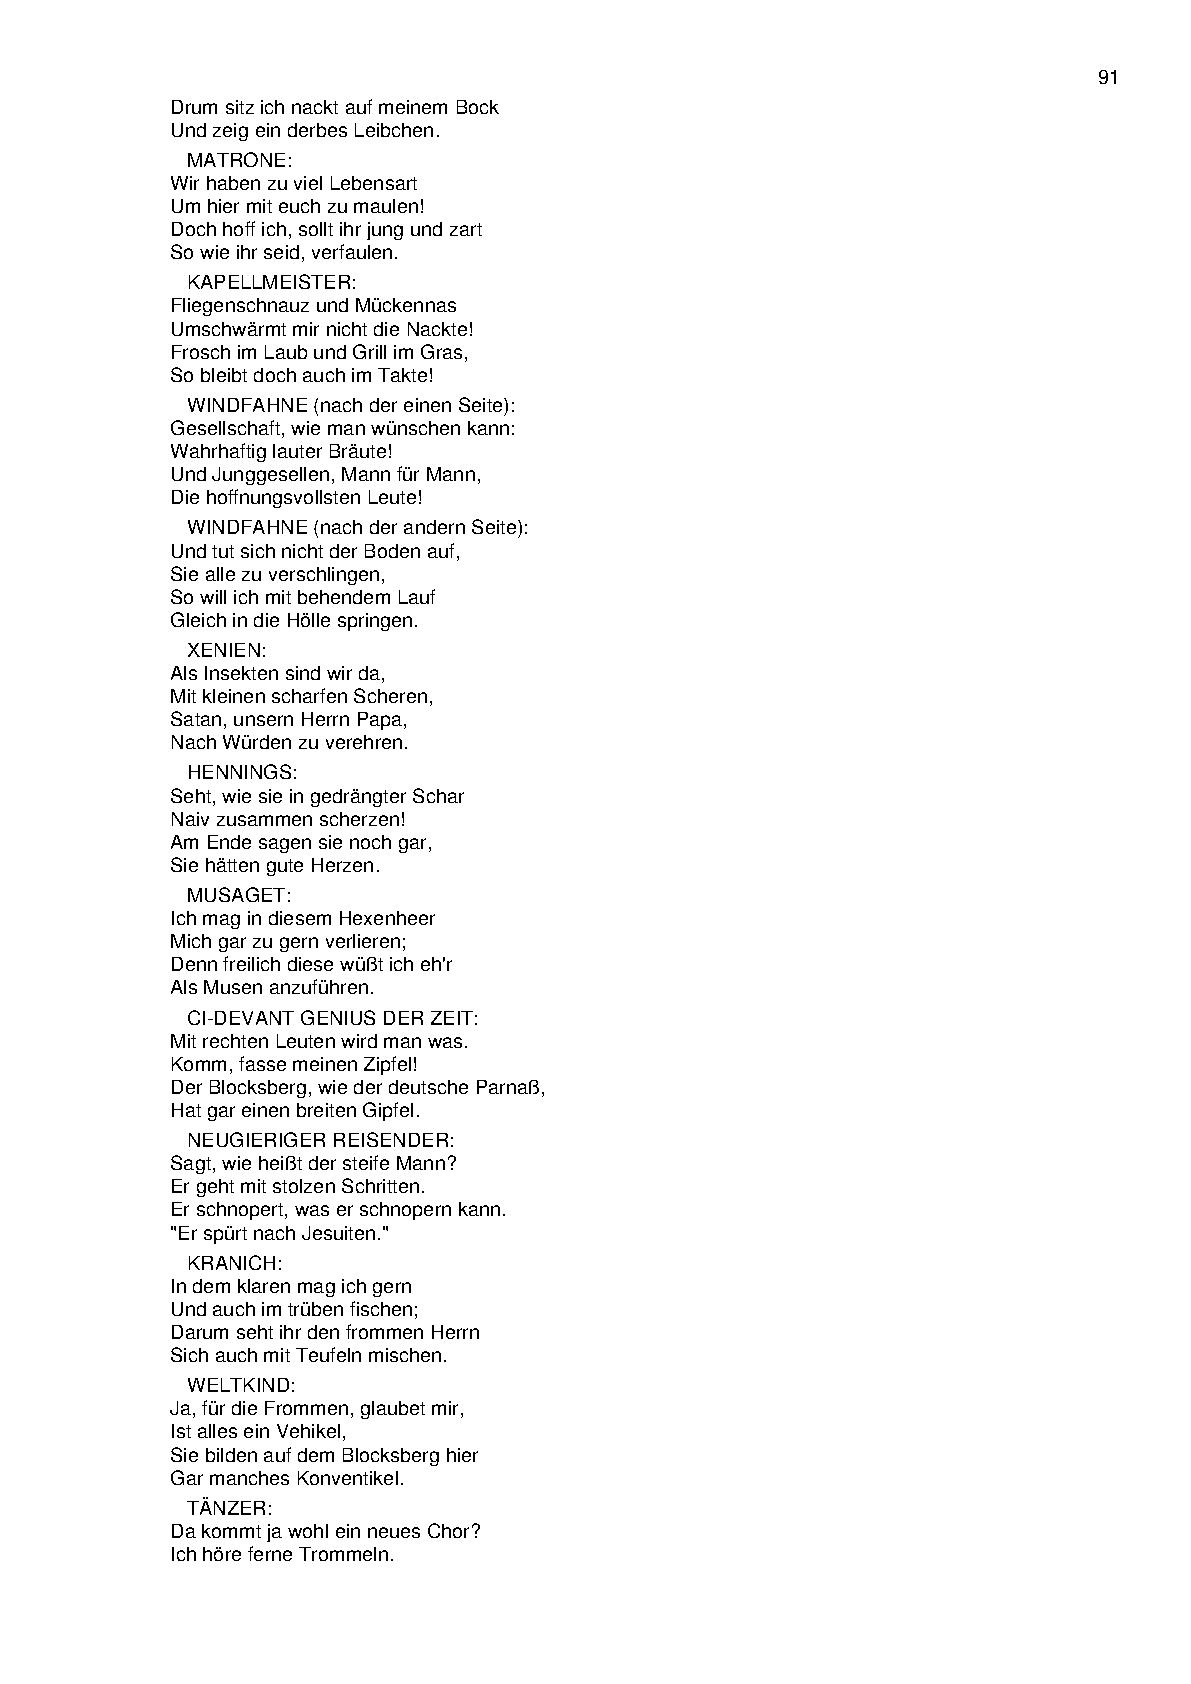 91
Drum sitz ich nackt auf meinem Bock
Und zeig ein derbes Leibchen.
MATRONE:
Wir haben zu viel Lebensart
Um hier mit euch zu maulen!
Doch hoff ich, sollt ihr jung und zart
So wie ihr seid, verfaulen.
KAPELLMEISTER:
Fliegenschnauz und Mückennas
Umschwärmt mir nicht die Nackte!
Frosch im Laub und Grill im Gras,
So bleibt doch auch im Takte!
WINDFAHNE (nach der einen Seite):
Gesellschaft, wie man wünschen kann:
Wahrhaftig lauter Bräute!
Und Junggesellen, Mann für Mann,
Die hoffnungsvollsten Leute!
WINDFAHNE (nach der andern Seite):
Und tut sich nicht der Boden auf,
Sie alle zu verschlingen,
So will ich mit behendem Lauf
Gleich in die Hölle springen.
XENIEN:
Als Insekten sind wir da,
Mit kleinen scharfen Scheren,
Satan, unsern Herrn Papa,
Nach Würden zu verehren.
HENNINGS:
Seht, wie sie in gedrängter Schar
Naiv zusammen scherzen!
Am Ende sagen sie noch gar,
Sie hätten gute Herzen.
MUSAGET:
Ich mag in diesem Hexenheer
Mich gar zu gern verlieren;
Denn freilich diese wüßt ich eh'r
Als Musen anzuführen.
CI-DEVANT GENIUS DER ZEIT:
Mit rechten Leuten wird man was.
Komm, fasse meinen Zipfel!
Der Blocksberg, wie der deutsche Parnaß,
Hat gar einen breiten Gipfel.
NEUGIERIGER REISENDER:
Sagt, wie heißt der steife Mann?
Er geht mit stolzen Schritten.
Er schnopert, was er schnopern kann.
"Er spürt nach Jesuiten."
KRANICH:
In dem klaren mag ich gern
Und auch im trüben fischen;
Darum seht ihr den frommen Herrn
Sich auch mit Teufeln mischen.
WELTKIND:
Ja, für die Frommen, glaubet mir,
Ist alles ein Vehikel,
Sie bilden auf dem Blocksberg hier
Gar manches Konventikel.
TÄNZER:
Da kommt ja wohl ein neues Chor?
Ich höre ferne Trommeln.